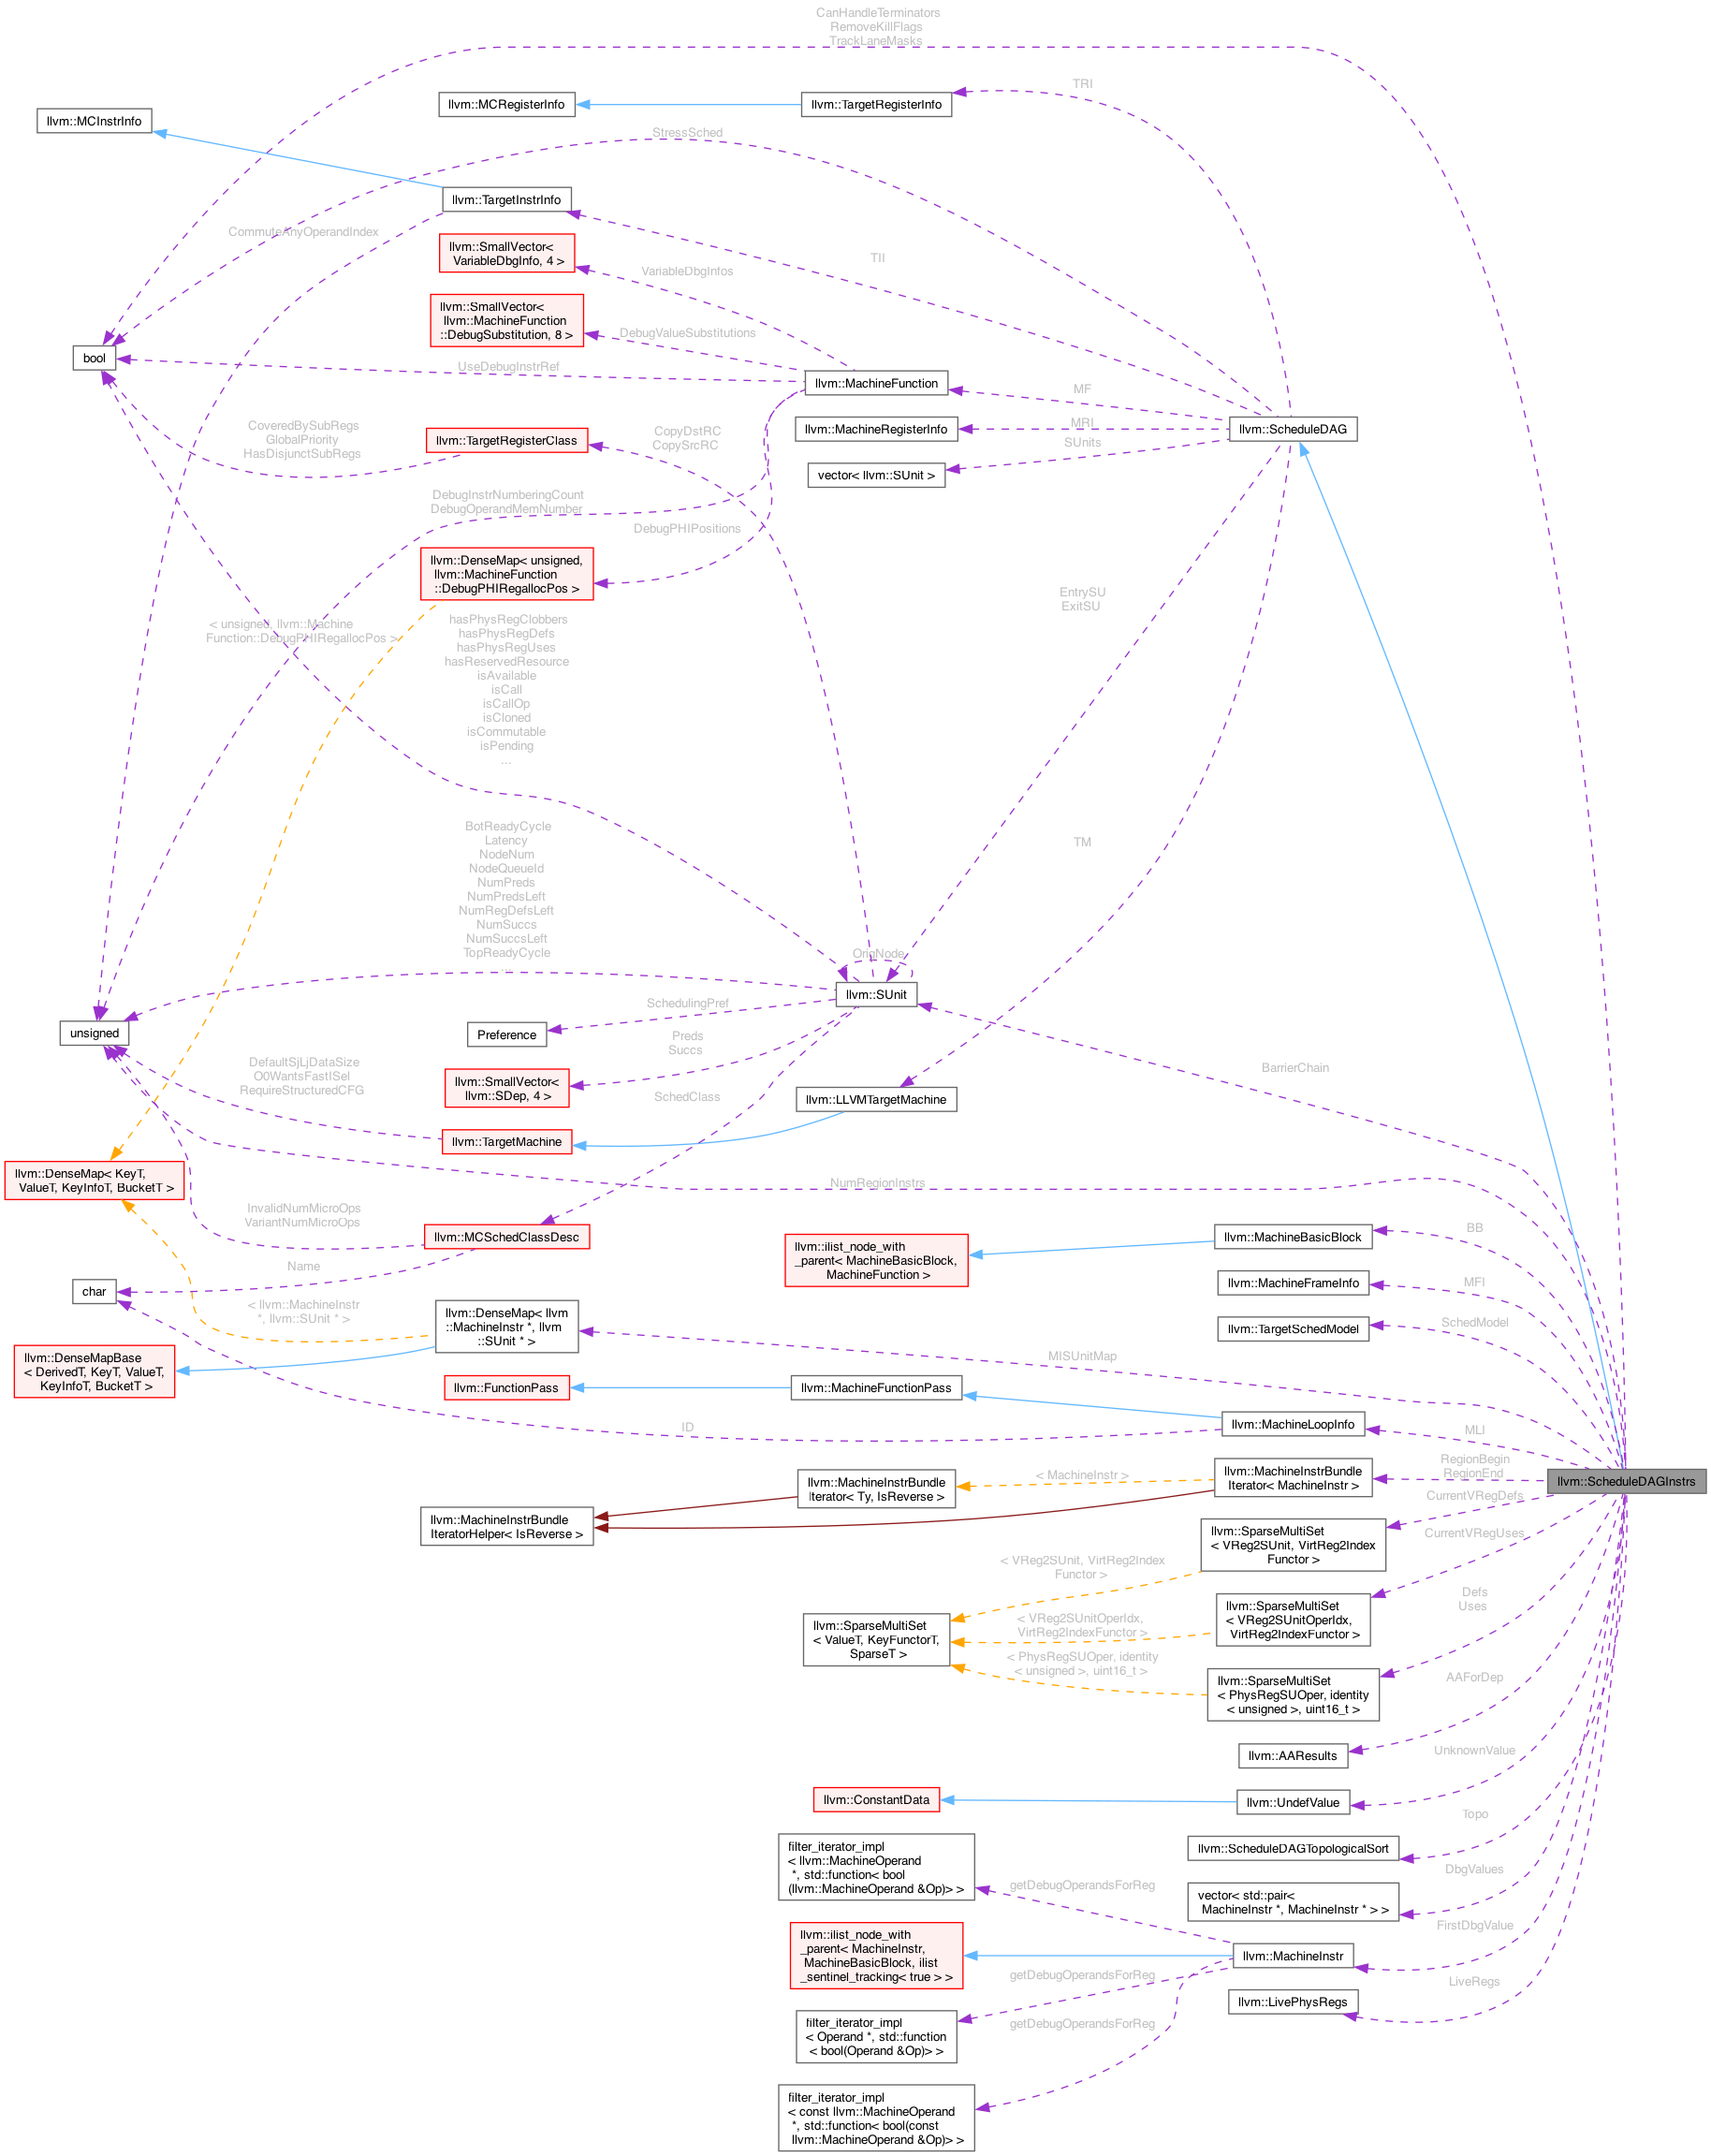 CanHandleTerminators
RemoveKillFlags
TrackLaneMasks
TRI
llvm::MCRegisterInfo
llvm::TargetRegisterInfo
llvm::MCInstrInfo
StressSched
llvm::TargetInstrInfo
CommuteAnyOperandIndex
llvm::SmallVector<
VariableDbgInfo, 4 >
VariableDbgInfos
TII
llvm::SmallVector<
llvm::MachineFunction
::DebugSubstitution, 8 >
DebugValueSubstitutions
bool
UseDebugInstrRef
llvm::MachineFunction
MF
CoveredBySubRegs
GlobalPriority
HasDisjunctSubRegs
llvm::TargetRegisterClass
CopyDstRC
CopySrcRC
llvm::MachineRegisterInfo
MRI
SUnits
llvm::ScheduleDAG
vector< llvm::SUnit >
DebugInstrNumberingCount
DebugOperandMemNumber
DebugPHIPositions
llvm::DenseMap< unsigned,
llvm::MachineFunction
::DebugPHIRegallocPos >
EntrySU
ExitSU
< unsigned, llvm::Machine
Function::DebugPHIRegallocPos >
hasPhysRegClobbers
hasPhysRegDefs
hasPhysRegUses
hasReservedResource
isAvailable
isCall
isCallOp
isCloned
isCommutable
isPending
...
BotReadyCycle
Latency
NodeNum
NodeQueueId
NumPreds
NumPredsLeft
NumRegDefsLeft
NumSuccs
NumSuccsLeft
TopReadyCycle
...
TM
OrigNode
llvm::SUnit
unsigned
SchedulingPref
Preference
Preds
Succs
DefaultSjLjDataSize
O0WantsFastISel
RequireStructuredCFG
llvm::SmallVector<
llvm::SDep, 4 >
SchedClass
llvm::LLVMTargetMachine
BarrierChain
llvm::TargetMachine
llvm::DenseMap< KeyT,
ValueT, KeyInfoT, BucketT >
NumRegionInstrs
InvalidNumMicroOps
VariantNumMicroOps
llvm::MCSchedClassDesc
llvm::ilist_node_with
_parent< MachineBasicBlock,
MachineFunction >
llvm::MachineBasicBlock
BB
Name
char
llvm::MachineFrameInfo
MFI
< llvm::MachineInstr
*, llvm::SUnit * >
llvm::DenseMap< llvm
::MachineInstr *, llvm
::SUnit * >
llvm::TargetSchedModel
SchedModel
llvm::DenseMapBase
< DerivedT, KeyT, ValueT,
KeyInfoT, BucketT >
MISUnitMap
llvm::FunctionPass
llvm::MachineFunctionPass
ID
llvm::MachineLoopInfo
MLI
llvm::MachineInstrBundle
IteratorHelper< IsReverse >
llvm::MachineInstrBundle
Iterator< Ty, IsReverse >
< MachineInstr >
llvm::MachineInstrBundle
Iterator< MachineInstr >
RegionBegin
RegionEnd
llvm::ScheduleDAGInstrs
CurrentVRegDefs
llvm::SparseMultiSet
< VReg2SUnit, VirtReg2Index
Functor >
CurrentVRegUses
< VReg2SUnit, VirtReg2Index
Functor >
llvm::SparseMultiSet
< ValueT, KeyFunctorT,
SparseT >
< VReg2SUnitOperIdx,
VirtReg2IndexFunctor >
llvm::SparseMultiSet
< VReg2SUnitOperIdx,
VirtReg2IndexFunctor >
Defs
Uses
< PhysRegSUOper, identity
< unsigned >, uint16_t >
llvm::SparseMultiSet
< PhysRegSUOper, identity
< unsigned >, uint16_t >
AAForDep
llvm::AAResults
UnknownValue
llvm::ConstantData
llvm::UndefValue
Topo
llvm::ScheduleDAGTopologicalSort
filter_iterator_impl
< llvm::MachineOperand
*, std::function< bool
(llvm::MachineOperand &Op)> >
getDebugOperandsForReg
DbgValues
vector< std::pair<
MachineInstr *, MachineInstr * > >
FirstDbgValue
llvm::ilist_node_with
_parent< MachineInstr,
MachineBasicBlock, ilist
_sentinel_tracking< true > >
llvm::MachineInstr
getDebugOperandsForReg
LiveRegs
llvm::LivePhysRegs
filter_iterator_impl
< Operand *, std::function
< bool(Operand &Op)> >
getDebugOperandsForReg
filter_iterator_impl
< const llvm::MachineOperand
*, std::function< bool(const
llvm::MachineOperand &Op)> >